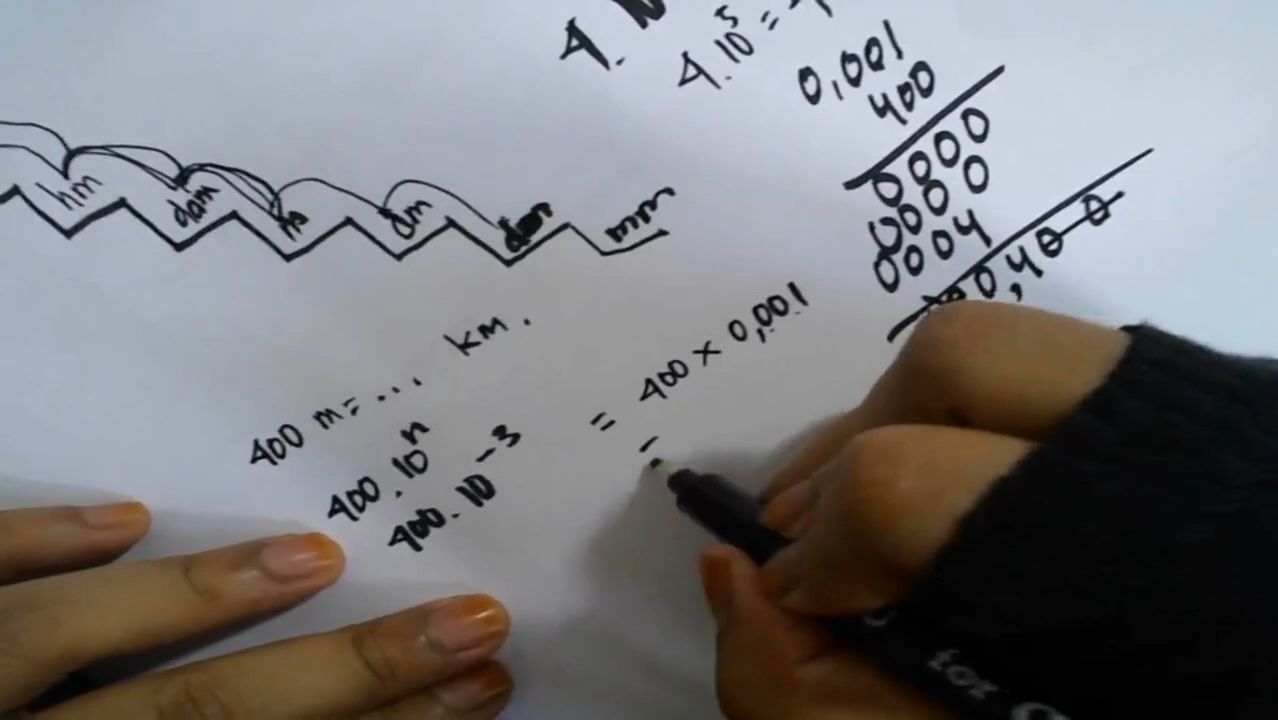 4.
4.10⁵ =
0,001
400
0000
0000
0004
0,400
hm dam m dm mm
400 m = ... km.
400.10ⁿ
400.10⁻³
= 400 × 0,001
=